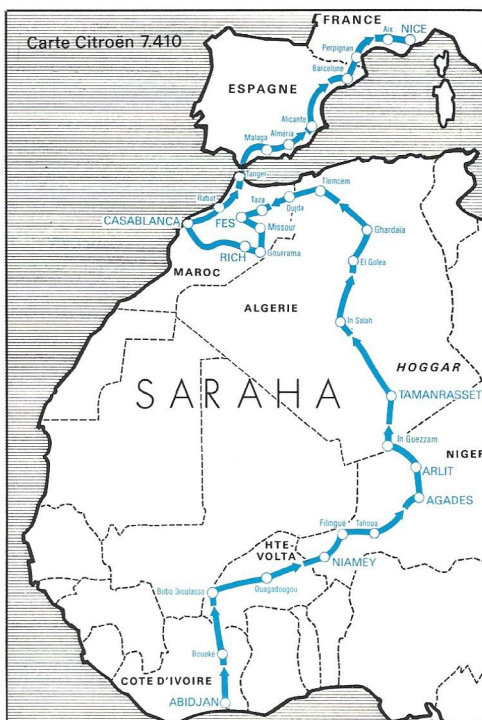 FRANCE
Carte Citroën 7.410
Aix
NICE
Perpignan
Barcelone
ESPAGNE
Alicante
Malaga
Alméria
Tanger
Rabat
Taza
Oujda
Tlemcem
CASABLANCA
FES
Missour
Ghardaïa
RICH
Gourrama
El Golea
MAROC
ALGERIE
In Salah
HOGGAR
SARAHA
TAMANRASSET
In Guezzam
NIGER
ARLIT
AGADES
Filingué
Tahoua
HTE-
VOLTA
NIAMEY
Bobo Dioulasso
Ouagadougou
Bouaké
COTE D'IVOIRE
ABIDJAN